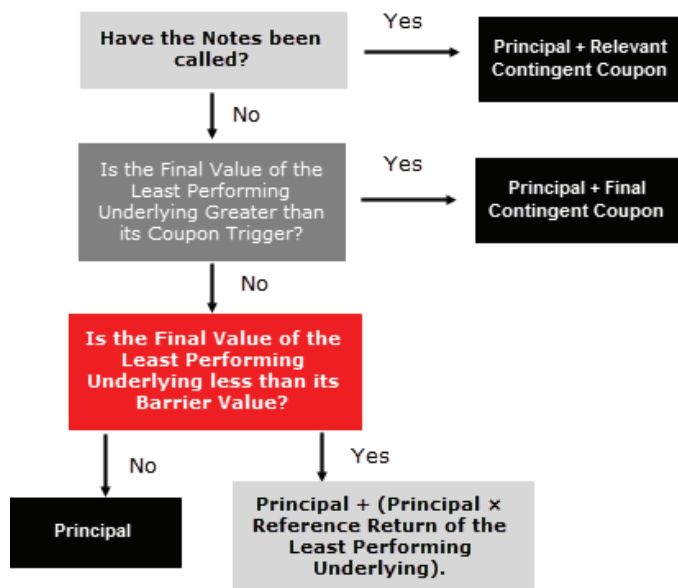 Have the Notes been
called?
Yes
Principal + Relevant
Contingent Coupon
No
Is the Final Value of the
Least Performing
Underlying Greater than
its Coupon Trigger?
Yes
Principal + Final
Contingent Coupon
No
Is the Final Value of the
Least Performing
Underlying less than its
Barrier Value?
No
Yes
Principal
Principal + (Principal ×
Reference Return of the
Least Performing
Underlying).